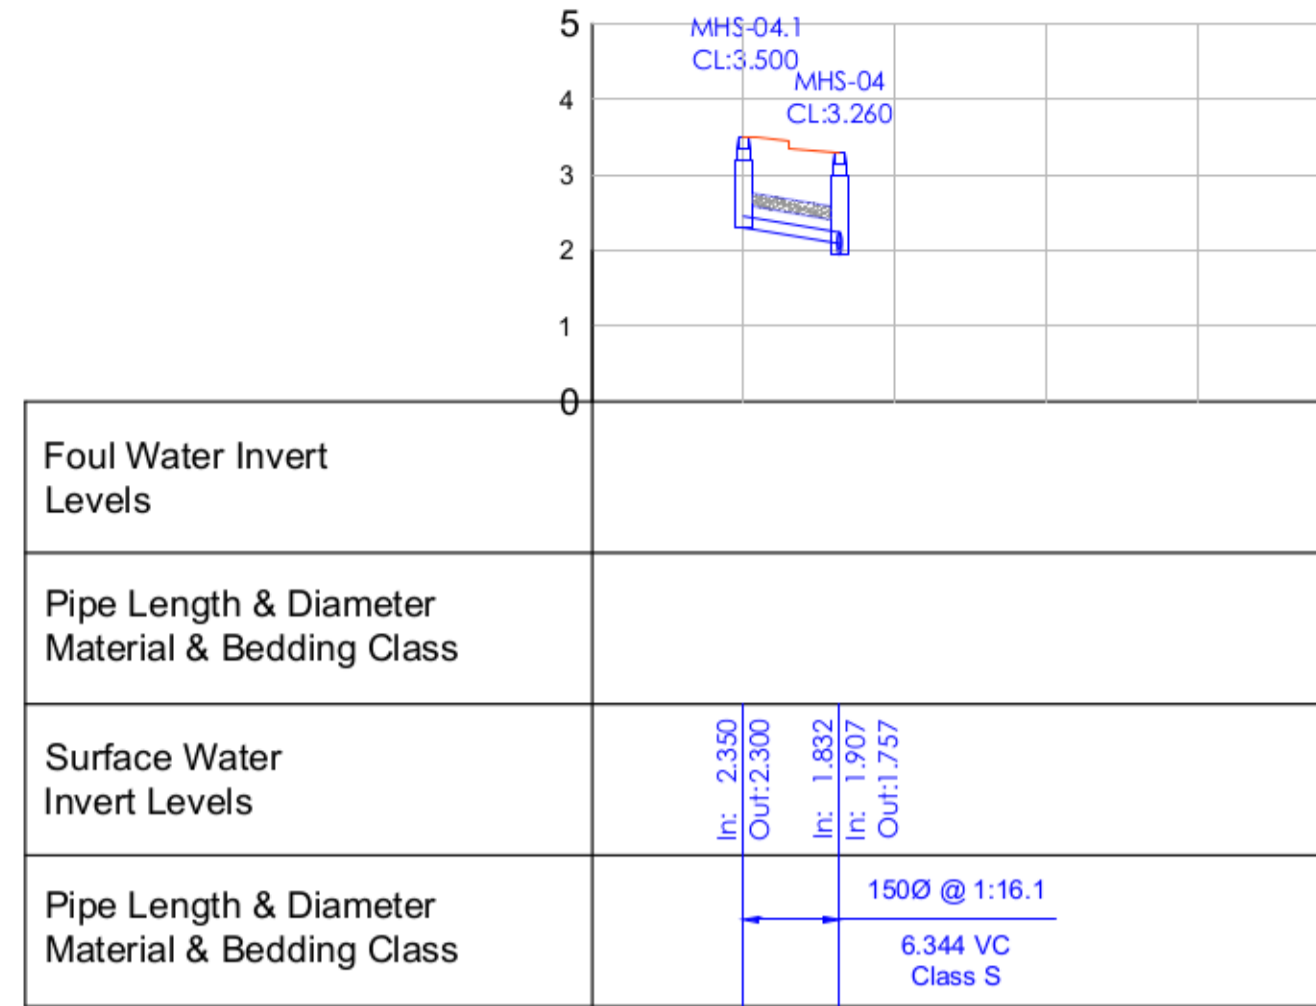 5
MHS-04.1
CL:3.500
MHS-04
CL:3.260
4
3
2
1
0
Foul Water Invert
Levels
Pipe Length & Diameter
Material & Bedding Class
Surface Water
Invert Levels
In: 2.350
Out:2.300
In: 1.832
In: 1.907
Out:1.757
Pipe Length & Diameter
Material & Bedding Class
150Ø @ 1:16.1
6.344 VC
Class S